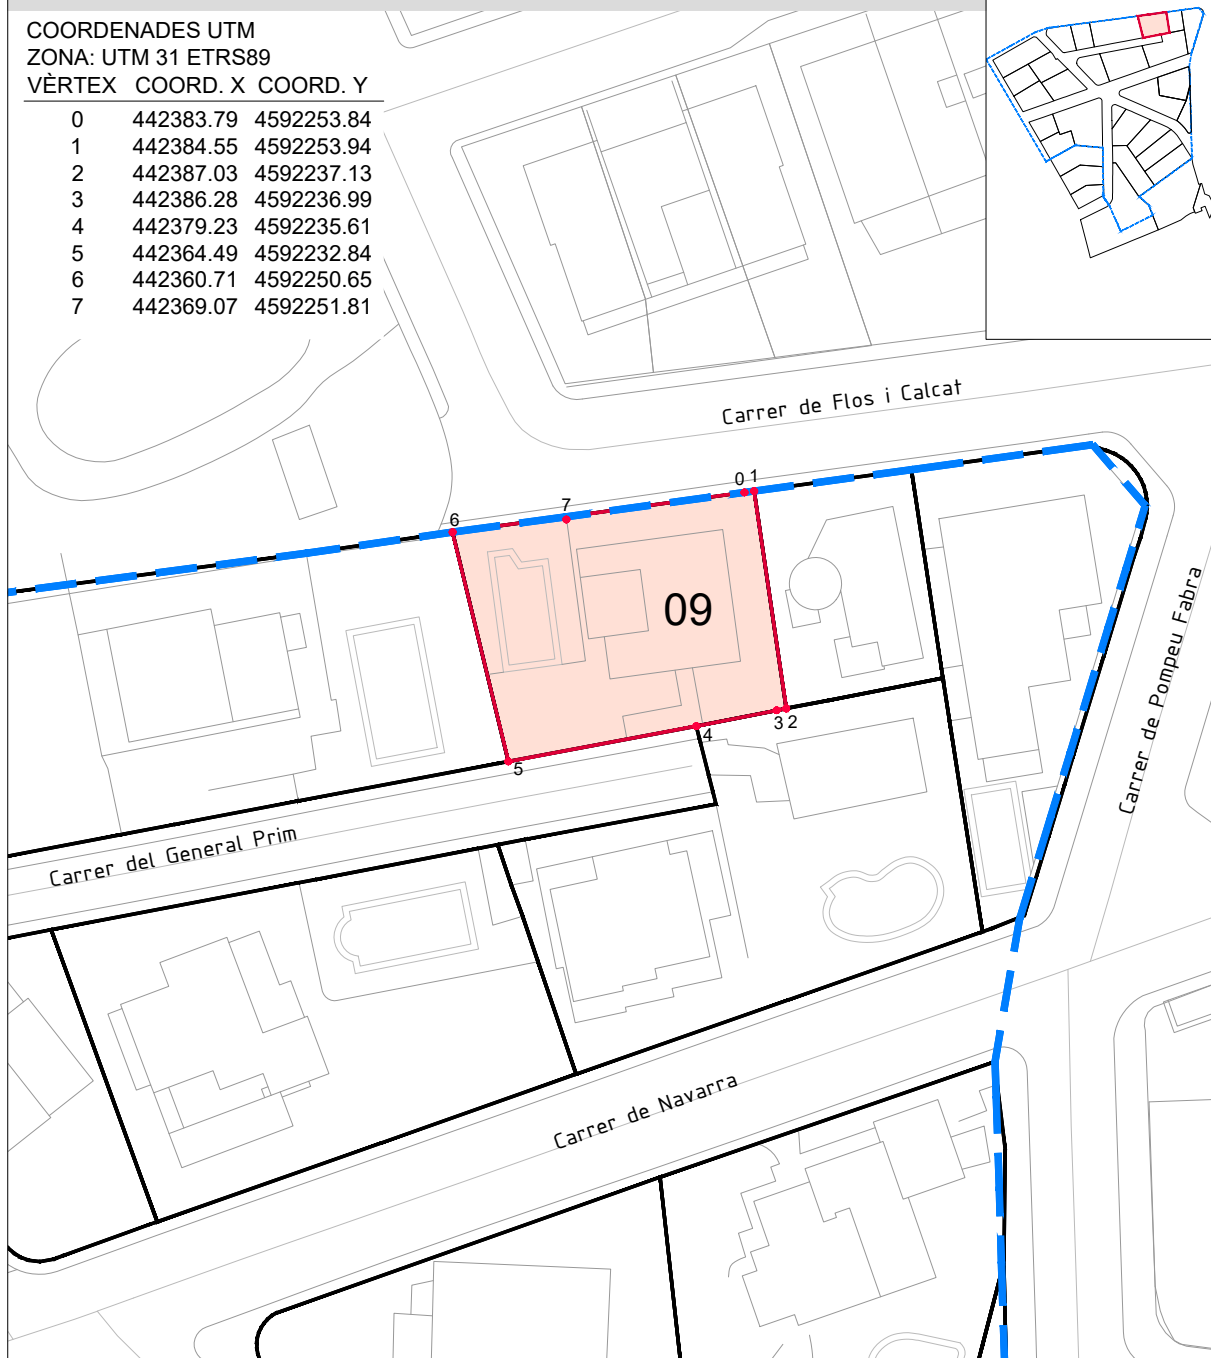 COORDENADES UTM
ZONA: UTM 31 ETRS89
VÈRTEX COORD. X COORD. Y
0 442383.79 4592253.84
1 442384.55 4592253.94
2 442387.03 4592237.13
3 442386.28 4592236.99
4 442379.23 4592235.61
5 442364.49 4592232.84
6 442360.71 4592250.65
7 442369.07 4592251.81
Carrer de Flos i Calcat
0 1
7
6
09
3 2
4
5
Carrer de Pompeu Fabra
Carrer del General Prim
Carrer de Navarra